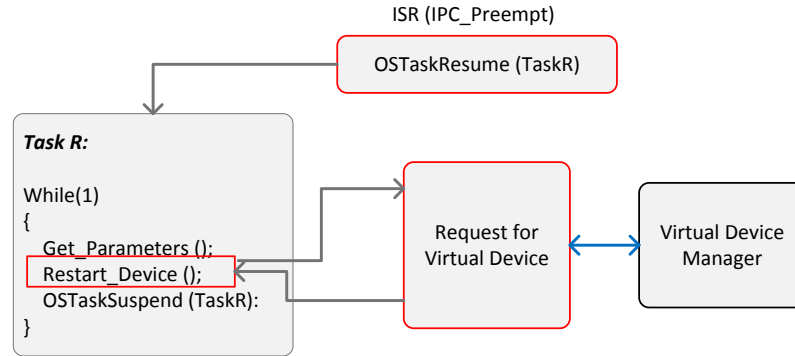 ISR (IPC_Preempt)
OSTaskResume (TaskR)
Task R:
While(1)
{
Get_Parameters ();
Restart_Device ();
OSTaskSuspend (TaskR):
}
Request for
Virtual Device
Virtual Device
Manager